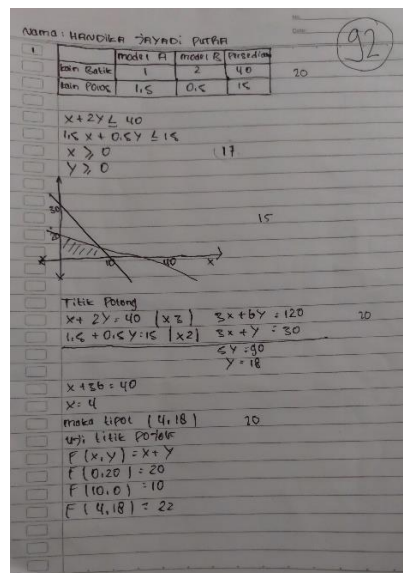 Nama : HANDIKA JAYADI PUTRA
92
1
model A model B Persediaan
kain Batik 1 2 40 20
kain Polos 1,5 0.5 15
x + 2y ≤ 40
1,5 x + 0.5y ≤ 15
x ≥ 0 17
y ≥ 0
30
20
15
10 40 x
Titik Potong
x + 2y = 40 (x3) 3x + 6y = 120 20
1,5 + 0,5y = 15 (x2) 3x + y = 30
5y = 90
y = 18
x + 36 = 40
x = 4
maka tipot (4,18) 20
uji titik Potok
F (x,y) = x + y
F (0,20) = 20
F (10,0) = 10
F (4,18) = 22